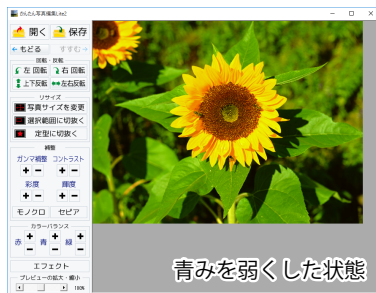 かんたん写真編集Lite2
開く 保存
←もどる すすむ→
回転・反転
左回転 右回転
上下反転 左右反転
リサイズ
写真サイズを変更
選択範囲に切抜く
定型に切抜く
補整
ガンマ補整 コントラスト
+ - + -
彩度 輝度
+ - + -
モノクロ セピア
カラーバランス
赤 + - 青 + - 緑 + -
エフェクト
プレビューの拡大・縮小
100%
青みを弱くした状態